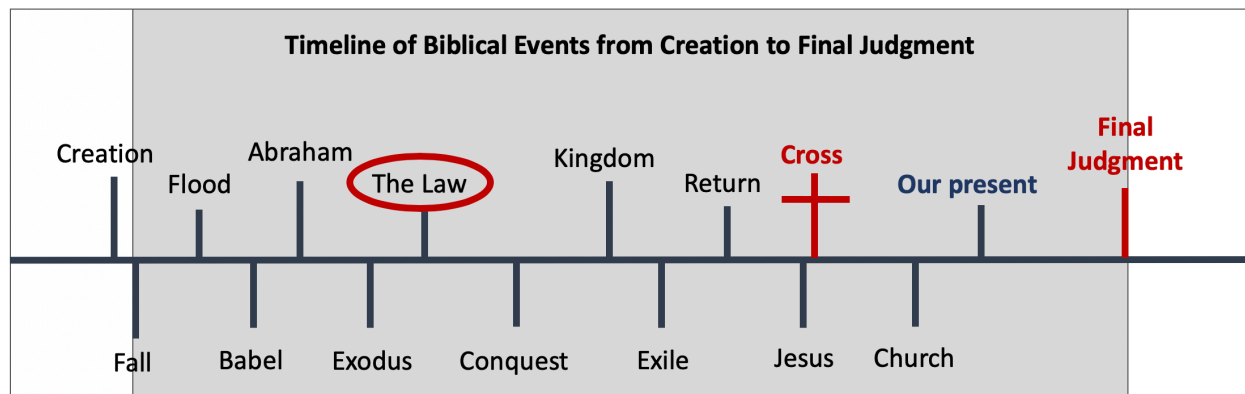 Timeline of Biblical Events from Creation to Final Judgment
Creation
Flood
Abraham
The Law
Kingdom
Return
Cross
Our present
Final
Judgment
Fall
Babel
Exodus
Conquest
Exile
Jesus
Church